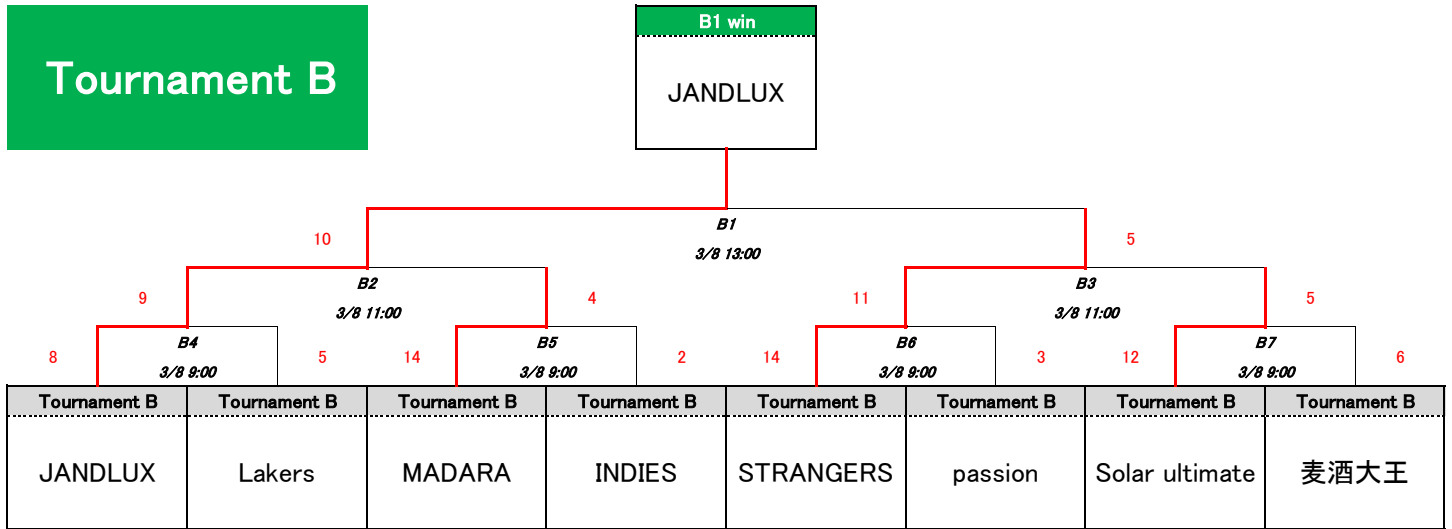 Tournament B
B1 win
JANDLUX
B1
10
5
3/8 13:00
B2
B3
9
4
11
5
3/8 11:00
3/8 11:00
B4
B5
B6
B7
8
5
14
2
14
3
12
6
3/8 9:00
3/8 9:00
3/8 9:00
3/8 9:00
Tournament B
Tournament B
Tournament B
Tournament B
Tournament B
Tournament B
Tournament B
Tournament B
JANDLUX
Lakers
MADARA
INDIES
STRANGERS
passion
Solar ultimate
麦酒大王